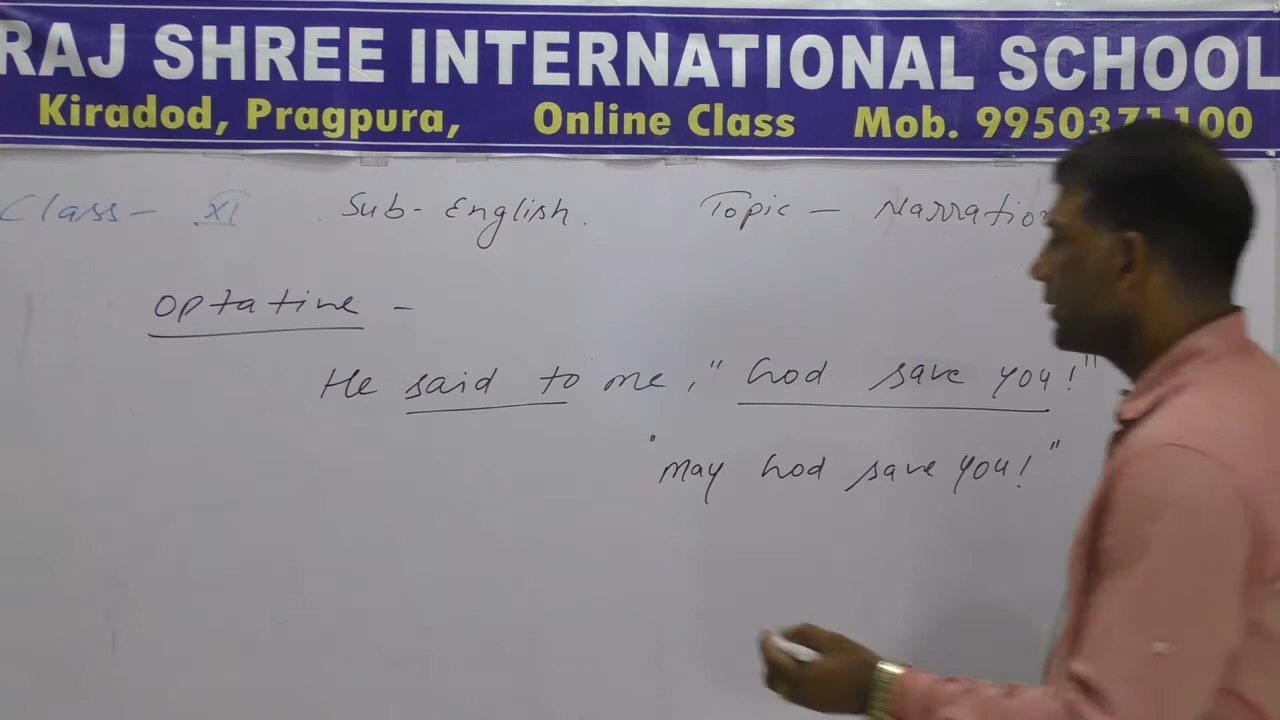 RAJ SHREE INTERNATIONAL SCHOOL
Kiradod, Pragpura, Online Class Mob. 9950371100
Class - XI Sub- English. Topic - Narration
Optative -
He said to me, " God save you!"
"may God save you!"